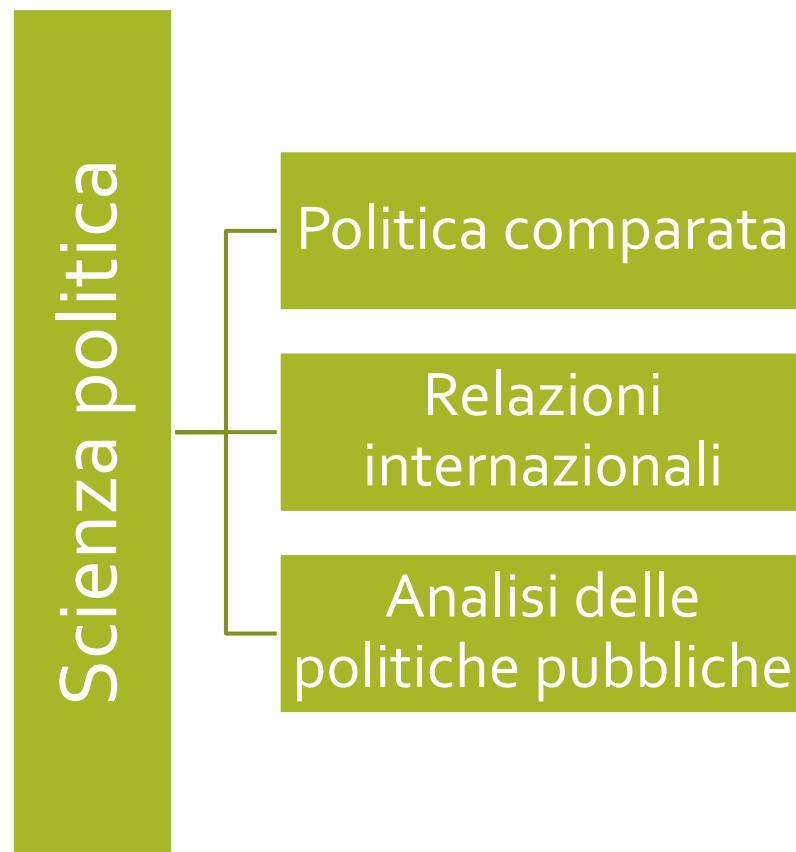 Scienza politica
Politica comparata
Relazioni
internazionali
Analisi delle
politiche pubbliche